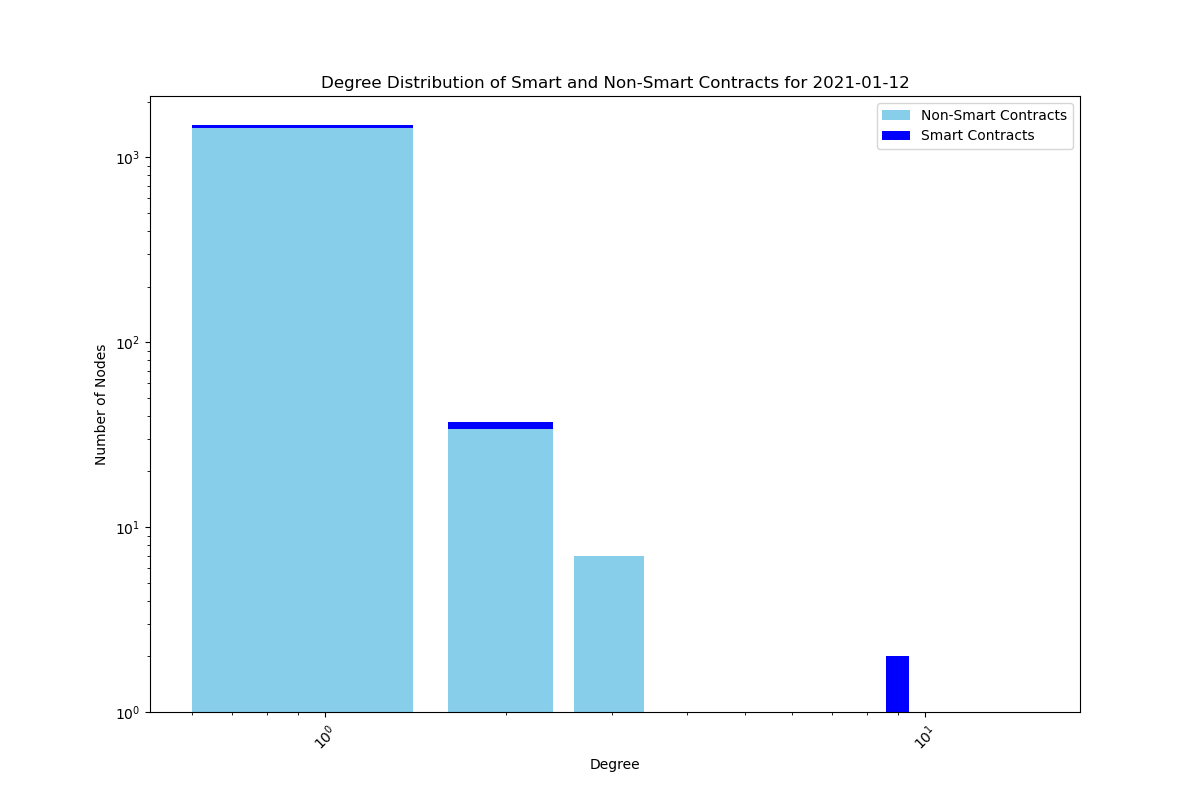 Degree Distribution of Smart and Non-Smart Contracts for 2021-01-12
Non-Smart Contracts
Smart Contracts
Number of Nodes
10³
10²
10¹
10⁰
10⁰
10¹
Degree